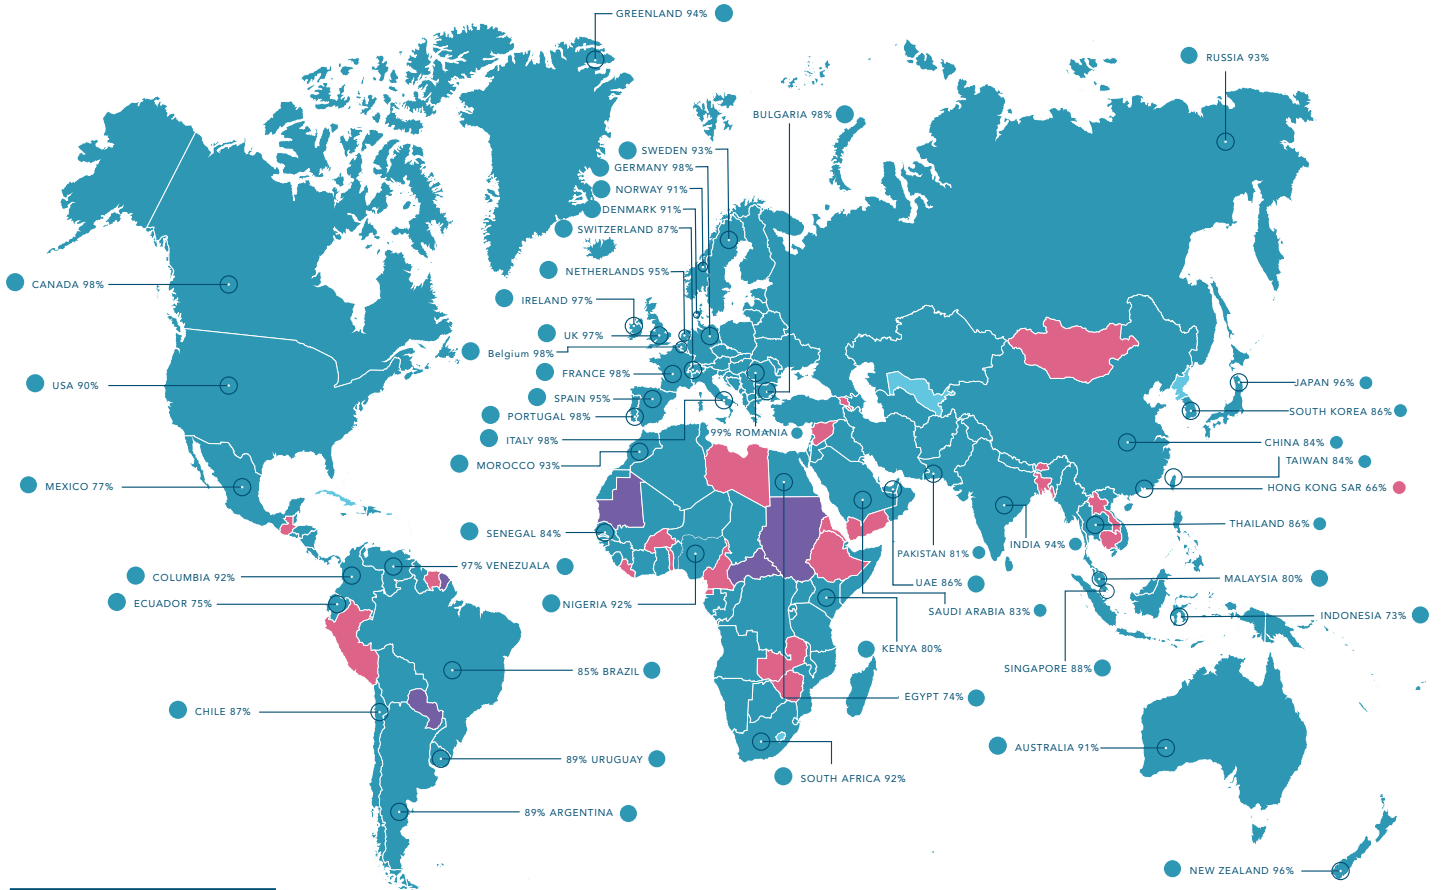 GREENLAND 94%
RUSSIA 93%
BULGARIA 98%
SWEDEN 93%
GERMANY 98%
NORWAY 91%
DENMARK 91%
SWITZERLAND 87%
NETHERLANDS 95%
CANADA 98%
IRELAND 97%
UK 97%
Belgium 98%
FRANCE 98%
USA 90%
JAPAN 96%
SPAIN 95%
SOUTH KOREA 86%
PORTUGAL 98%
99% ROMANIA
ITALY 98%
CHINA 84%
TAIWAN 84%
MOROCCO 93%
MEXICO 77%
HONG KONG SAR 66%
THAILAND 86%
SENEGAL 84%
INDIA 94%
PAKISTAN 81%
97% VENEZUALA
COLUMBIA 92%
MALAYSIA 80%
UAE 86%
ECUADOR 75%
NIGERIA 92%
SAUDI ARABIA 83%
INDONESIA 73%
KENYA 80%
SINGAPORE 88%
85% BRAZIL
EGYPT 74%
CHILE 87%
AUSTRALIA 91%
89% URUGUAY
SOUTH AFRICA 92%
89% ARGENTINA
NEW ZEALAND 96%